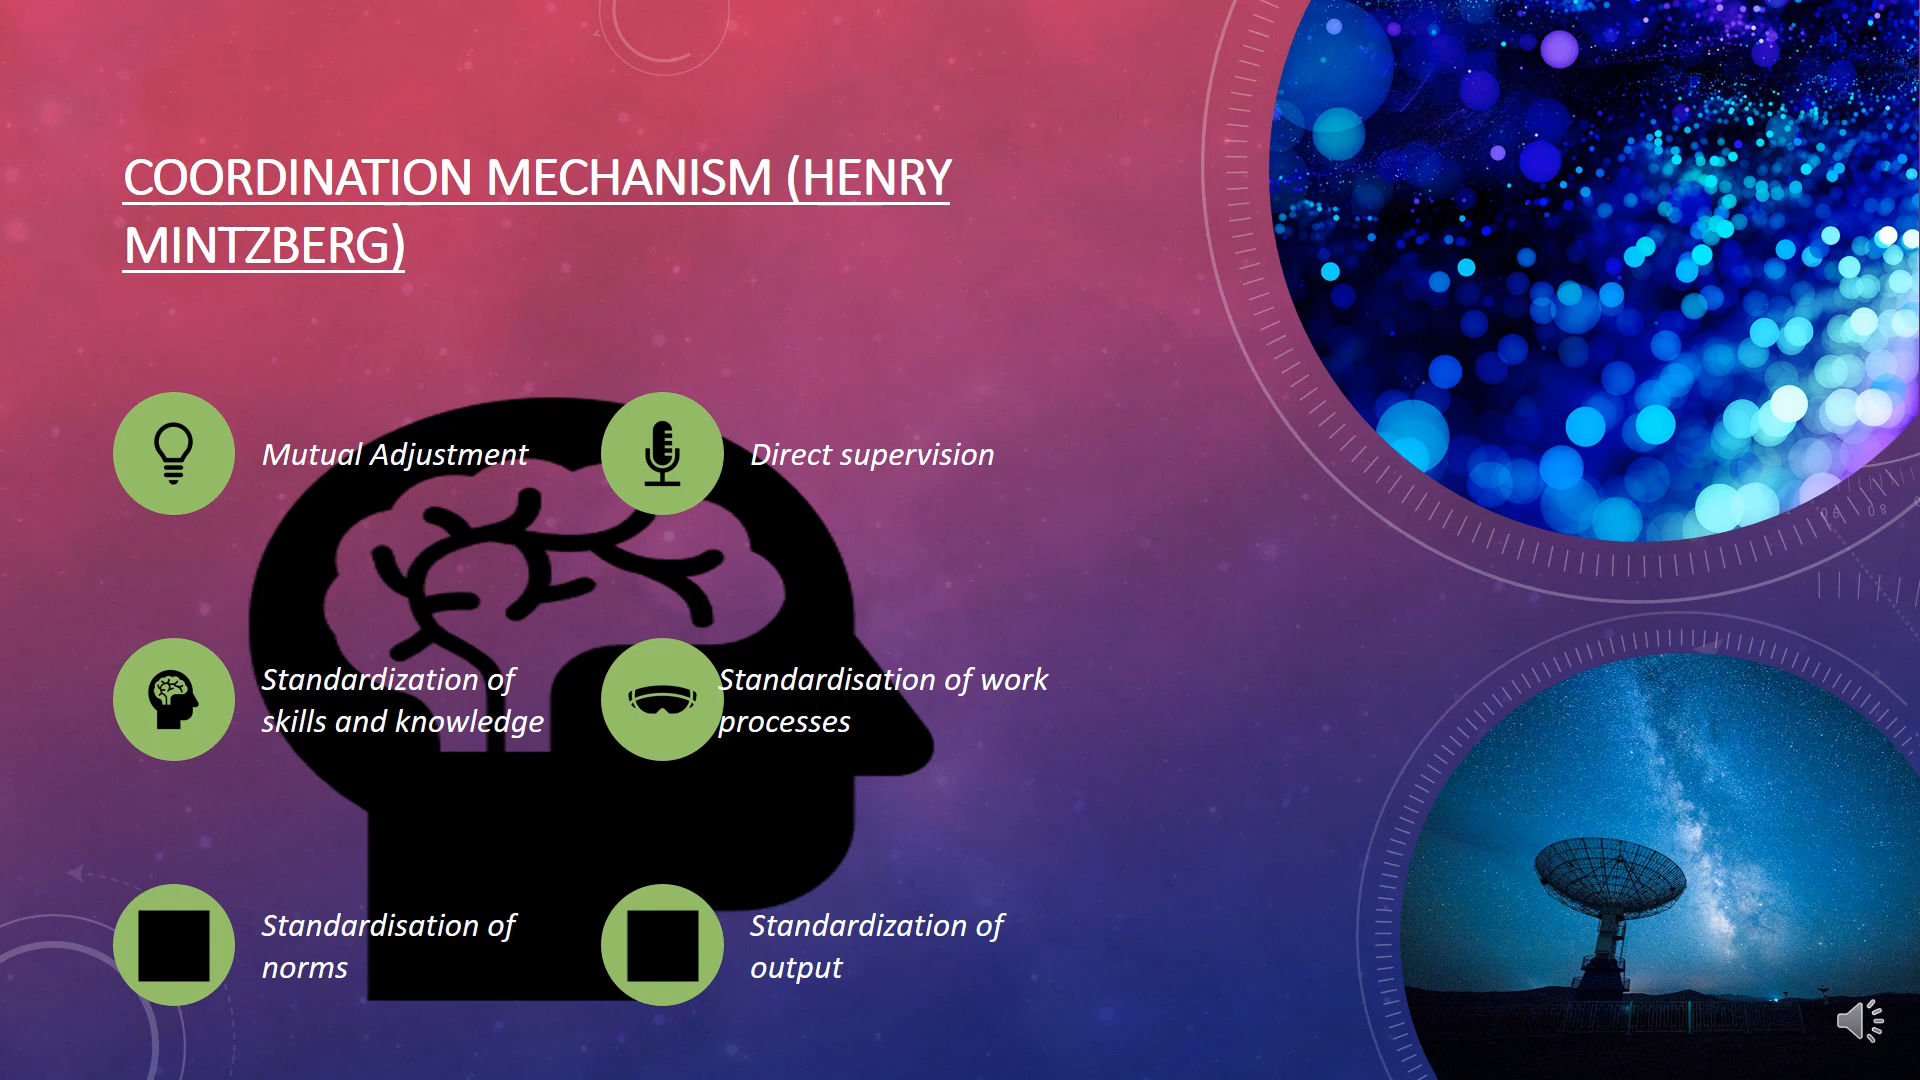 COORDINATION MECHANISM (HENRY
MINTZBERG)
Mutual Adjustment
Direct supervision
Standardization of
skills and knowledge
Standardisation of work
processes
Standardisation of
norms
Standardization of
output